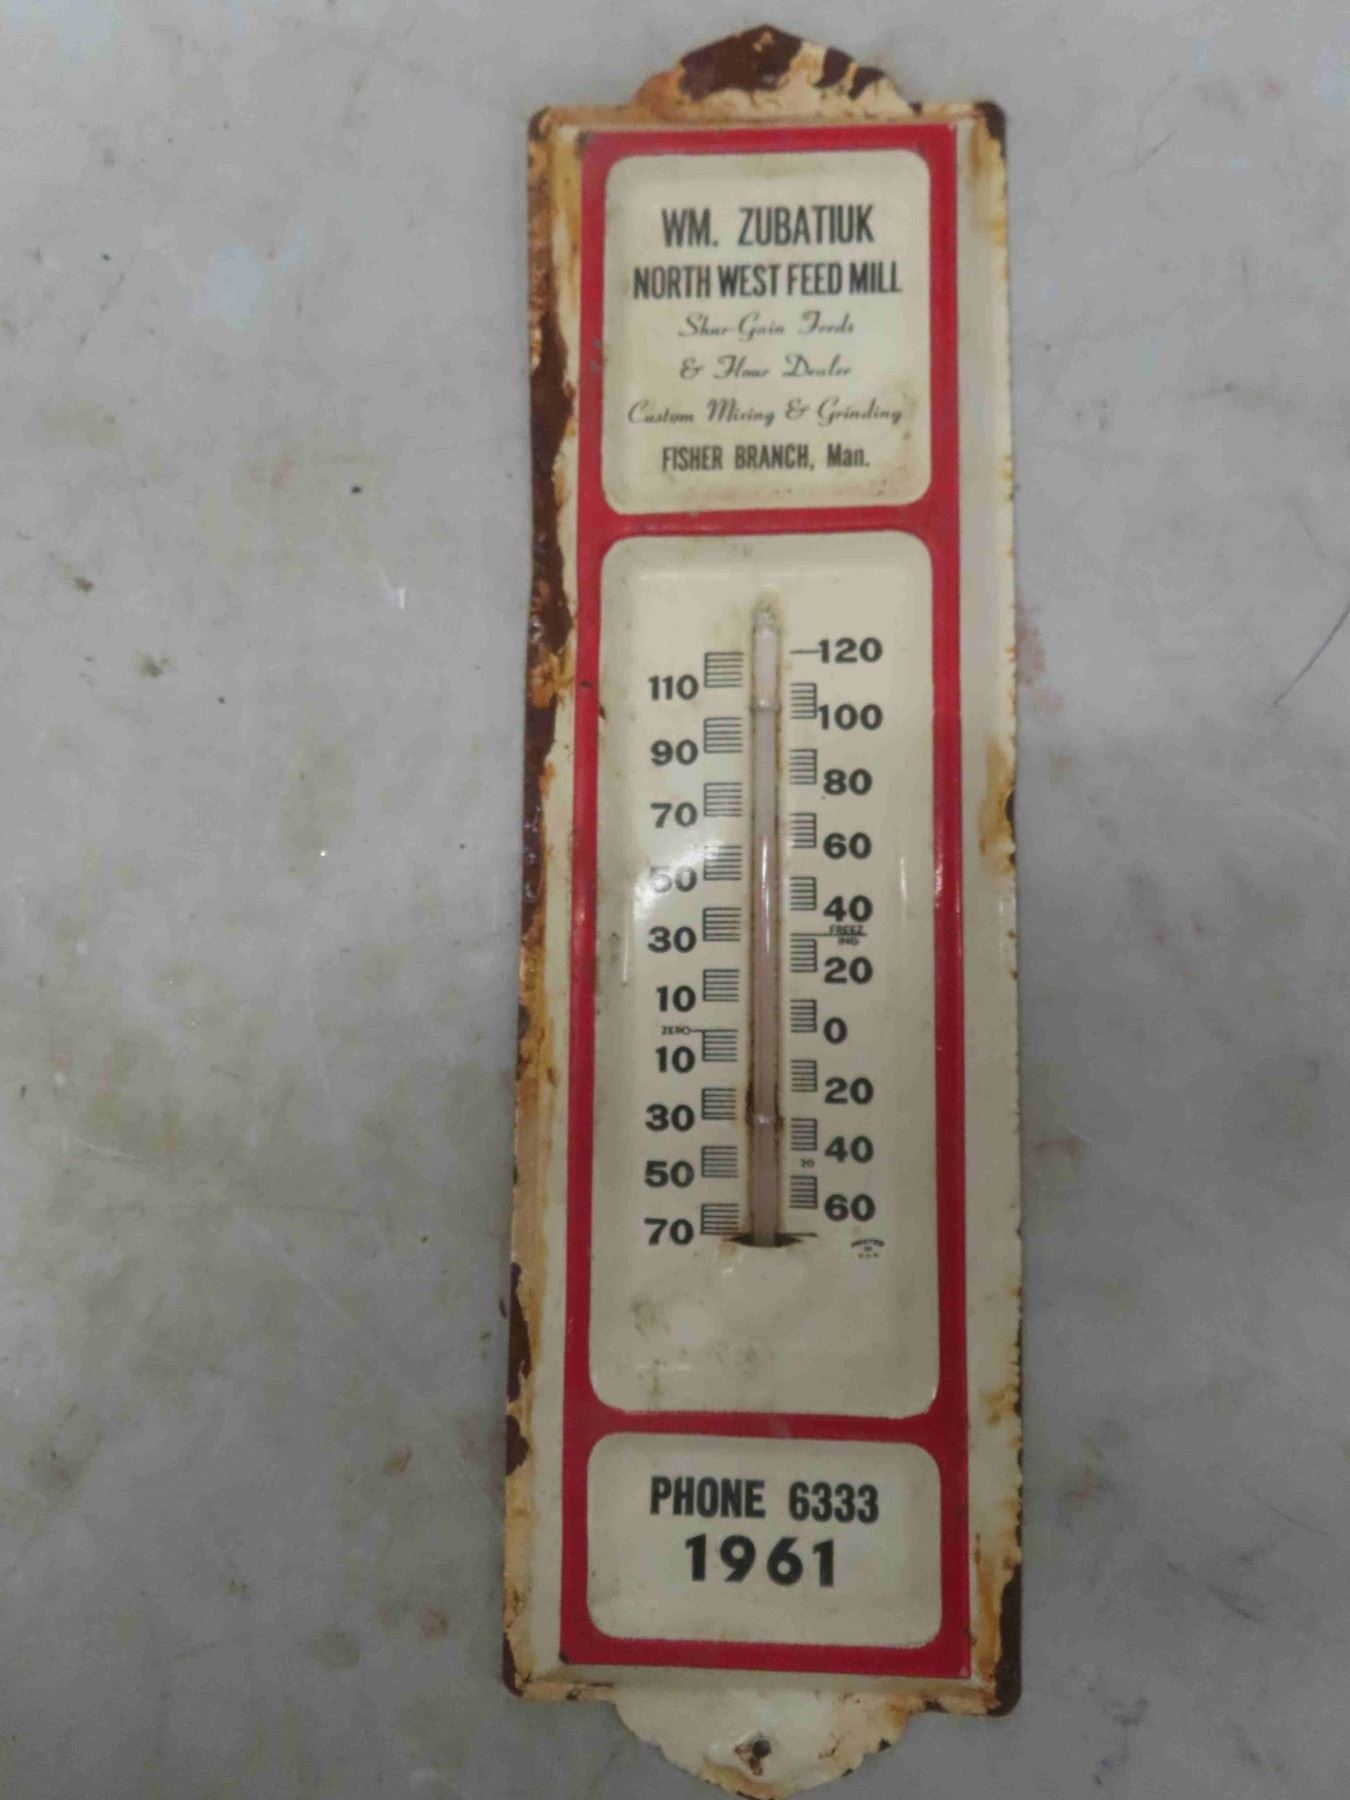 WM. ZUBATIUK
NORTH WEST FEED MILL
Shur-Gain Feeds
& Flour Dealer
Custom Mixing & Grinding
FISHER BRANCH, Man.
120
110
100
90
80
70
60
50
40
FREEZ
ING
30
20
10
ZERO
0
10
20
30
40
20
50
60
70
PHONE 6333
1961